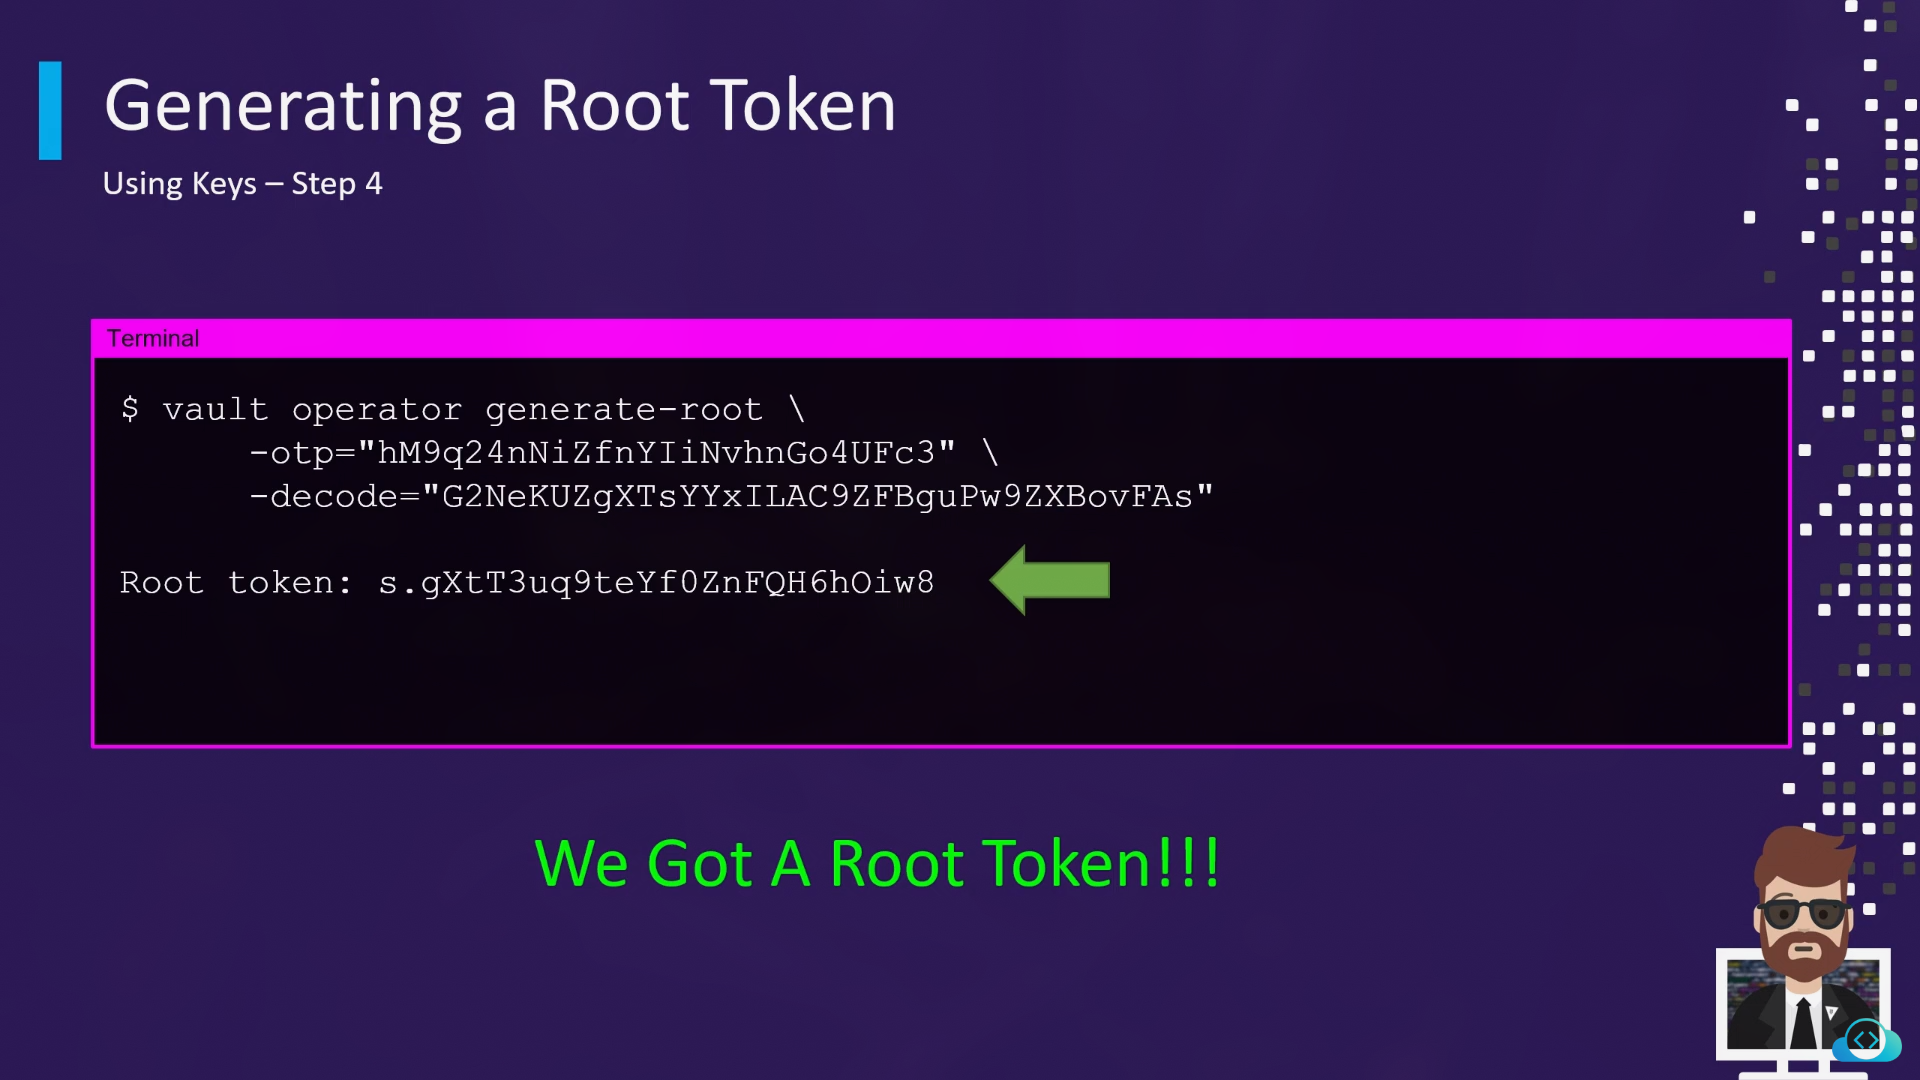 Generating a Root Token
Using Keys – Step 4
Terminal
$ vault operator generate-root \
-otp="hM9q24nNiZfnYIiNvhnGo4UFc3" \
-decode="G2NeKUZgXTsYYxILAC9ZFBguPw9ZXBovFAs"
Root token: s.gXtT3uq9teYf0ZnFQH6hOiw8
We Got A Root Token!!!